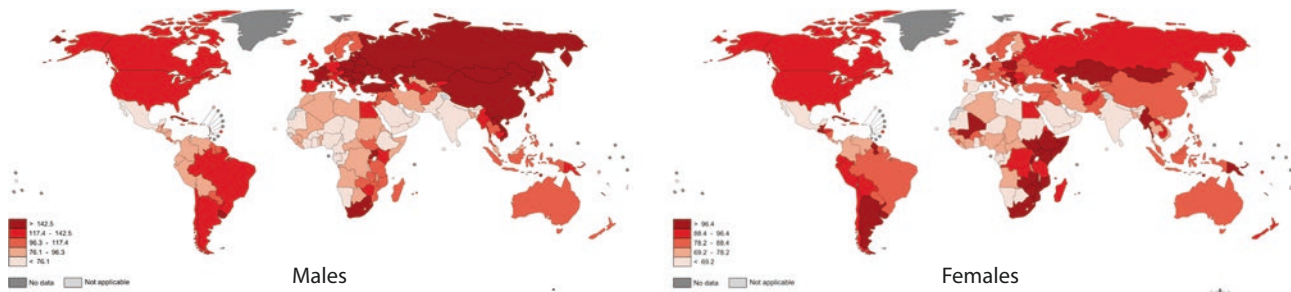 > 142.5
117.4 - 142.5
96.3 - 117.4
76.1 - 96.3
< 76.1
No data
Not applicable
Males
> 96.4
88.4 - 96.4
78.2 - 88.4
69.2 - 78.2
< 69.2
No data
Not applicable
Females